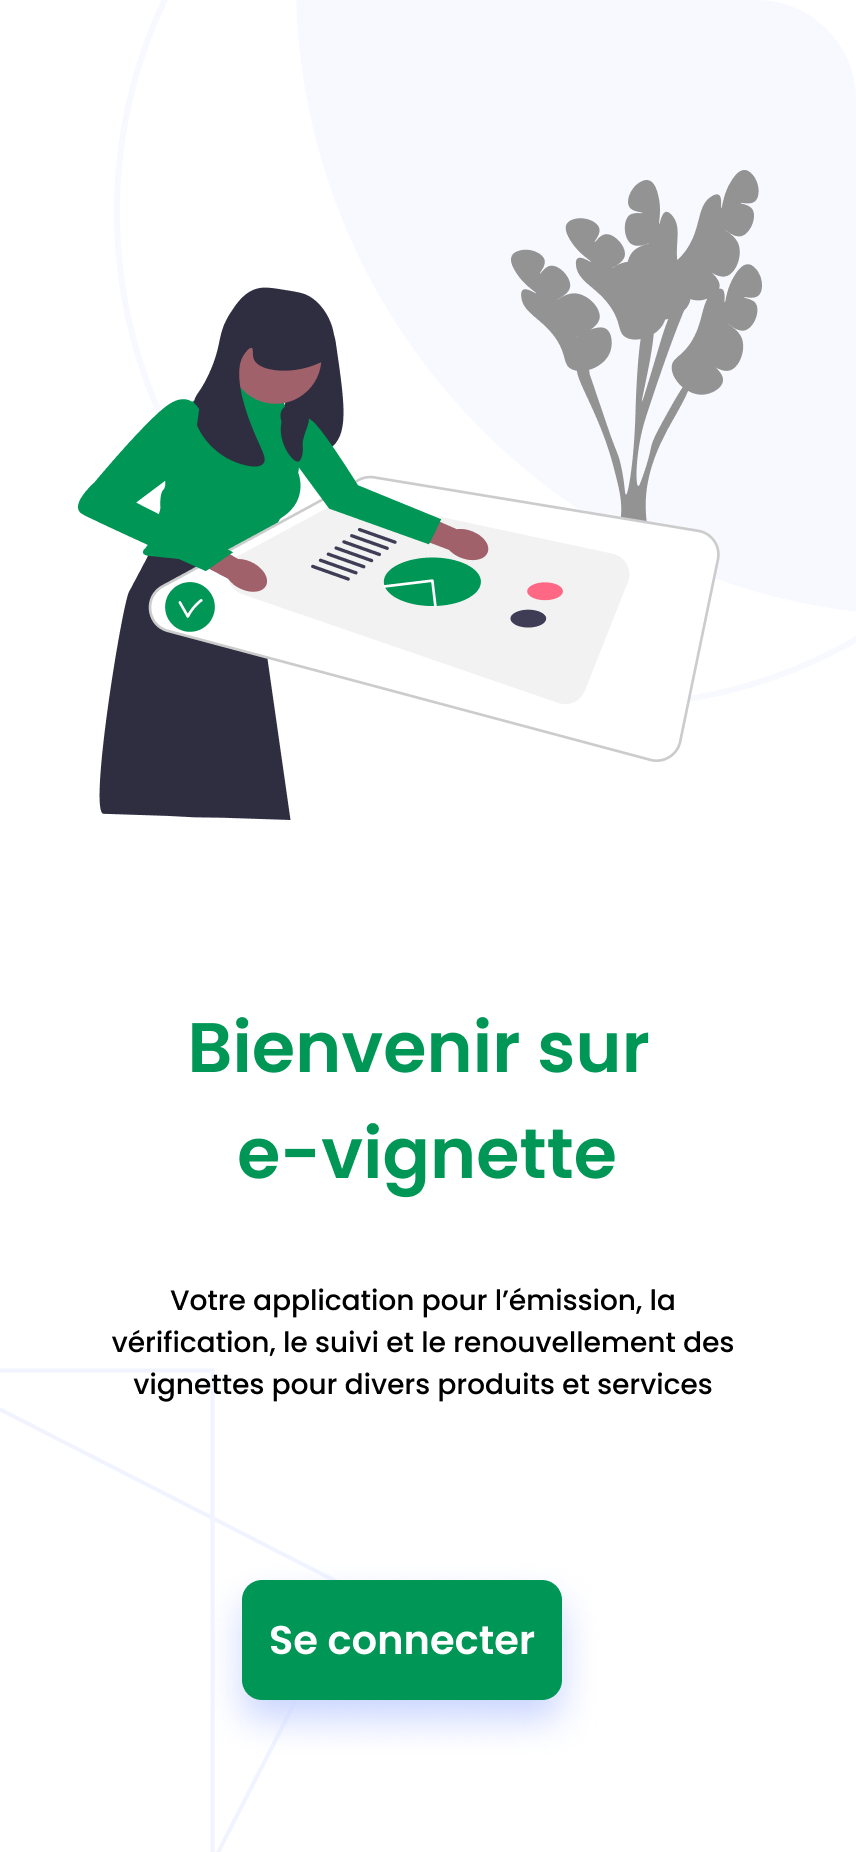 Bienvenir sur
e-vignette
Votre application pour l’émission, la
vérification, le suivi et le renouvellement des
vignettes pour divers produits et services
Se connecter